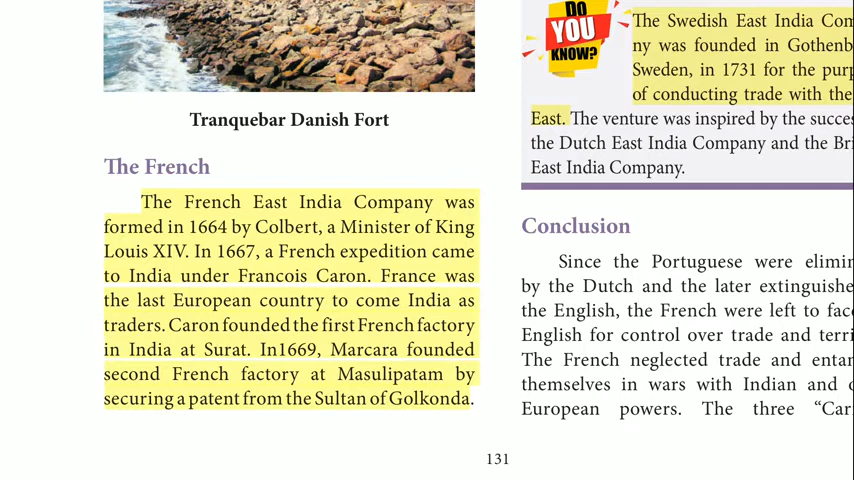 Tranquebar Danish Fort
The French
The French East India Company was
formed in 1664 by Colbert, a Minister of King
Louis XIV. In 1667, a French expedition came
to India under Francois Caron. France was
the last European country to come India as
traders. Caron founded the first French factory
in India at Surat. In1669, Marcara founded
second French factory at Masulipatam by
securing a patent from the Sultan of Golkonda.
DO
YOU
KNOW?
The Swedish East India Com
ny was founded in Gothenb
Sweden, in 1731 for the purp
of conducting trade with the
East. The venture was inspired by the succes
the Dutch East India Company and the Bri
East India Company.
Conclusion
Since the Portuguese were elimin
by the Dutch and the later extinguishe
the English, the French were left to fac
English for control over trade and terri
The French neglected trade and entan
themselves in wars with Indian and o
European powers. The three “Car
131